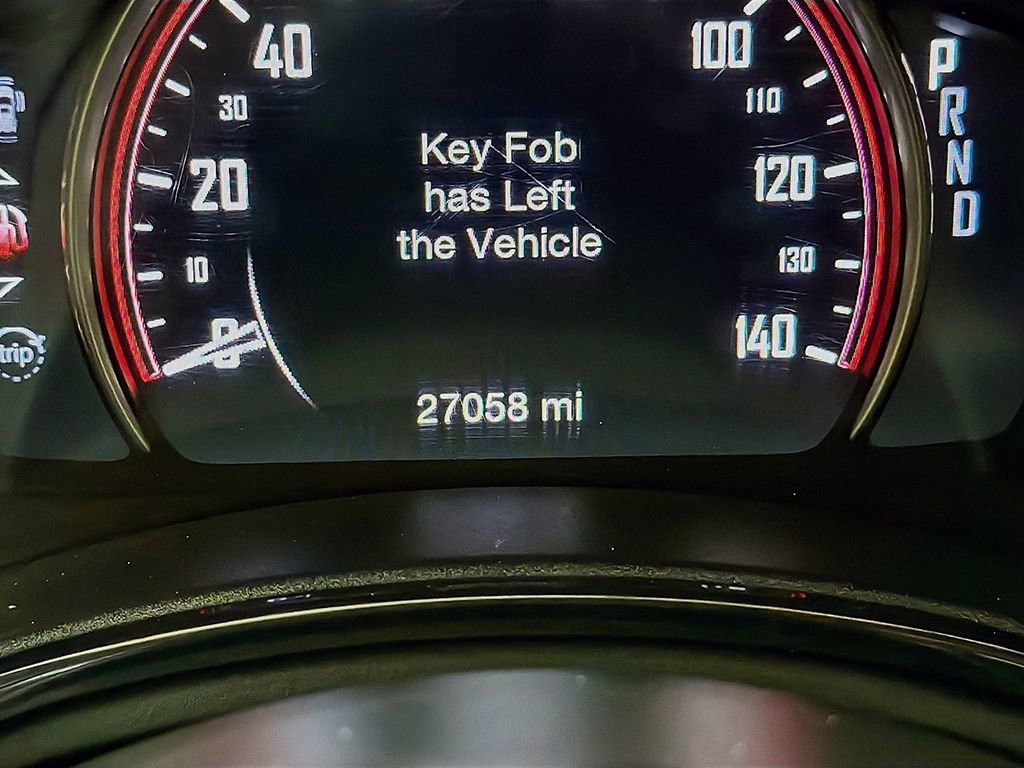 40
100
P
30
110
R
Key Fob
20
has Left
120
N
the Vehicle
D
10
130
0
140
trip
27058 mi